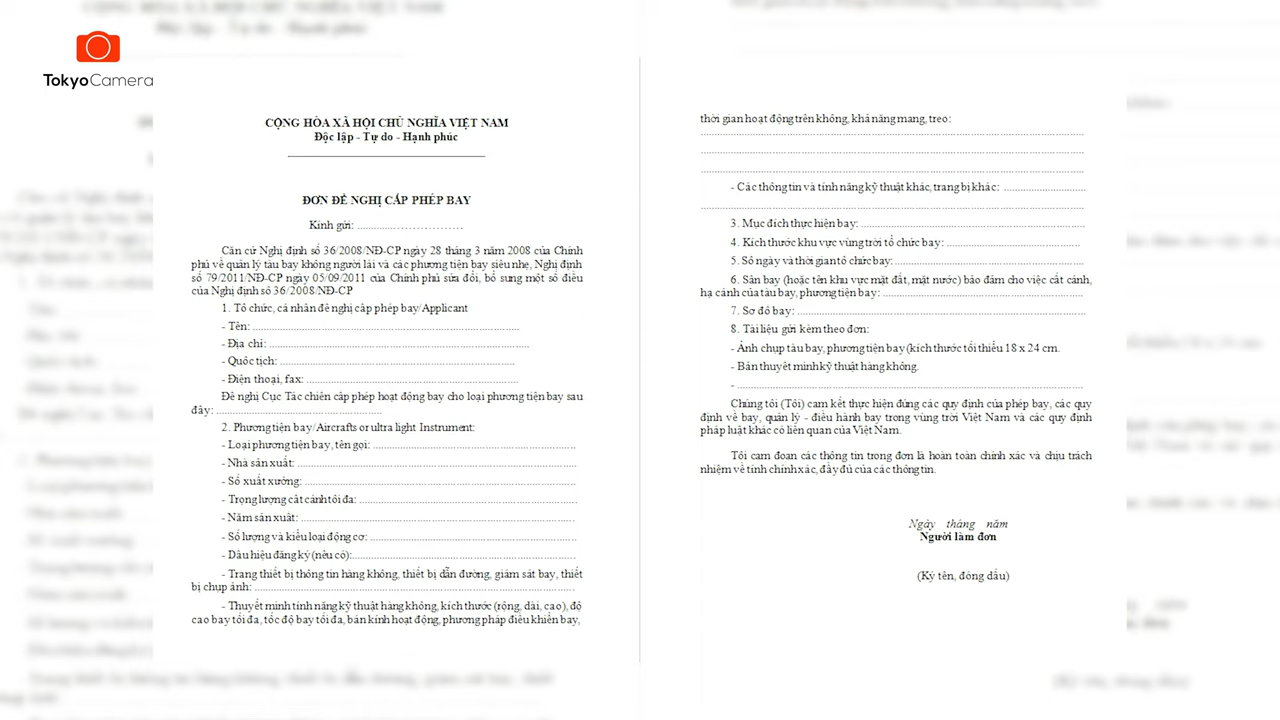 TokyoCamera
CỘNG HÒA XÃ HỘI CHỦ NGHĨA VIỆT NAM
Độc lập - Tự do - Hạnh phúc
ĐƠN ĐỀ NGHỊ CẤP PHÉP BAY
Kính gửi: ..............................
Căn cứ Nghị định số 36/2008/NĐ-CP ngày 28 tháng 3 năm 2008 của Chính
phủ về quản lý tàu bay không người lái và các phương tiện bay siêu nhẹ, Nghị định
số 79/2011/NĐ-CP ngày 05/09/2011 của Chính phủ sửa đổi, bổ sung một số điều
của Nghị định số 36/2008/NĐ-CP
1. Tổ chức, cá nhân đề nghị cấp phép bay/Applicant
- Tên: ..............................
- Địa chỉ: ..............................
- Quốc tịch: ..............................
- Điện thoại, fax: ..............................
Đề nghị Cục Tác chiến cấp phép hoạt động bay cho loại phương tiện bay sau
đây: ..............................
2. Phương tiện bay/Aircrafts or ultra light Instrument:
- Loại phương tiện bay, tên gọi: ..............................
- Nhà sản xuất: ..............................
- Số xuất xưởng: ..............................
- Trọng lượng cất cánh tối đa: ..............................
- Năm sản xuất: ..............................
- Số lượng và kiểu loại động cơ: ..............................
- Dấu hiệu đăng ký (nếu có):..............................
- Trang thiết bị thông tin hàng không, thiết bị dẫn đường, giám sát bay, thiết
bị chụp ảnh: ..............................
- Thuyết minh tính năng kỹ thuật hàng không, kích thước (rộng, dài, cao), độ
cao bay tối đa, tốc độ bay tối đa, bán kính hoạt động, phương pháp điều khiển bay,
thời gian hoạt động trên không, khả năng mang, treo:
..............................
..............................
..............................
- Các thông tin và tính năng kỹ thuật khác, trang bị khác: ..............................
..............................
3. Mục đích thực hiện bay: ..............................
4. Kích thước khu vực vùng trời tổ chức bay: ..............................
5. Số ngày và thời gian tổ chức bay: ..............................
6. Sân bay (hoặc tên khu vực mặt đất, mặt nước) bảo đảm cho việc cất cánh,
hạ cánh của tàu bay, phương tiện bay: ..............................
7. Sơ đồ bay: ..............................
8. Tài liệu gửi kèm theo đơn:
- Ảnh chụp tàu bay, phương tiện bay (kích thước tối thiểu 18 x 24 cm.
- Bản thuyết minh kỹ thuật hàng không.
- ..............................
Chúng tôi (Tôi) cam kết thực hiện đúng các quy định của phép bay, các quy
định về bay, quản lý - điều hành bay trong vùng trời Việt Nam và các quy định
pháp luật khác có liên quan của Việt Nam.
Tôi cam đoan các thông tin trong đơn là hoàn toàn chính xác và chịu trách
nhiệm về tính chính xác, đầy đủ của các thông tin.
Ngày tháng năm
Người làm đơn
(Ký tên, đóng dấu)